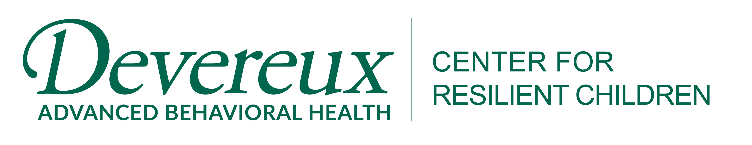 Devereux
ADVANCED BEHAVIORAL HEALTH
CENTER FOR
RESILIENT CHILDREN